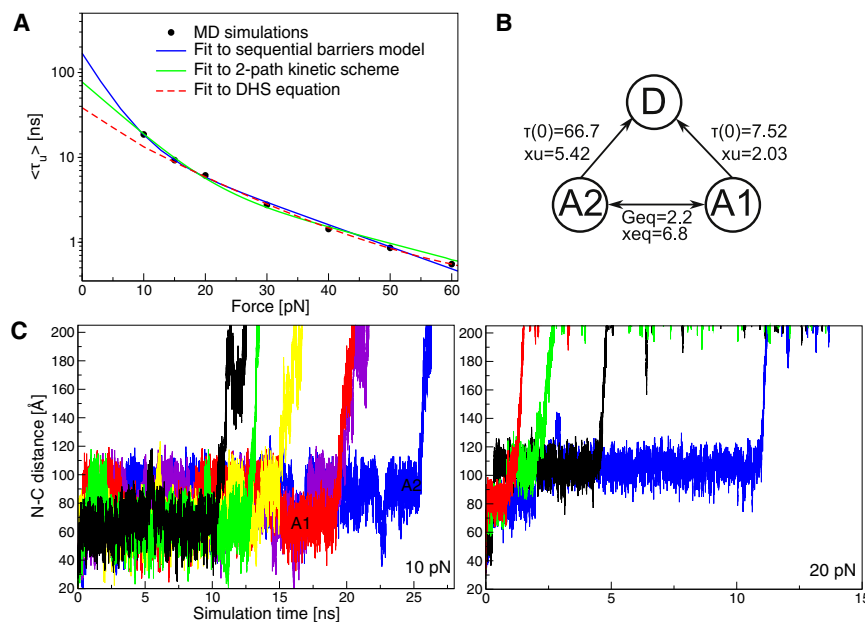 A
<τu> [ns]
100
10
1
MD simulations
Fit to sequential barriers model
Fit to 2-path kinetic scheme
Fit to DHS equation
0 10 20 30 40 50 60
Force [pN]
B
D
τ(0)=66.7
xu=5.42
τ(0)=7.52
xu=2.03
A2
A1
Geq=2.2
xeq=6.8
C
N-C distance [Å]
200
180
160
140
120
100
80
60
40
20
A1
A2
10 pN
0 5 10 15 20 25
Simulation time [ns]
200
180
160
140
120
100
80
60
40
20
20 pN
0 5 10 15